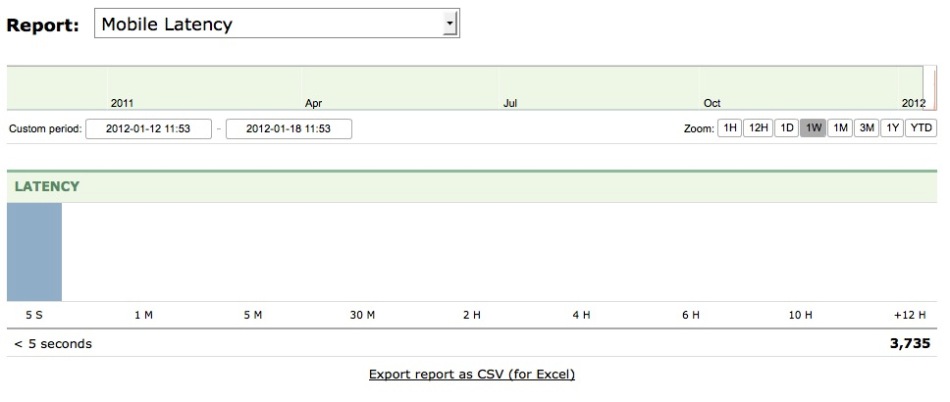 Report: Mobile Latency
2011 Apr Jul Oct 2012
Custom period: 2012-01-12 11:53 - 2012-01-18 11:53 Zoom: 1H 12H 1D 1W 1M 3M 1Y YTD
LATENCY
5 S 1 M 5 M 30 M 2 H 4 H 6 H 10 H +12 H
< 5 seconds 3,735
Export report as CSV (for Excel)